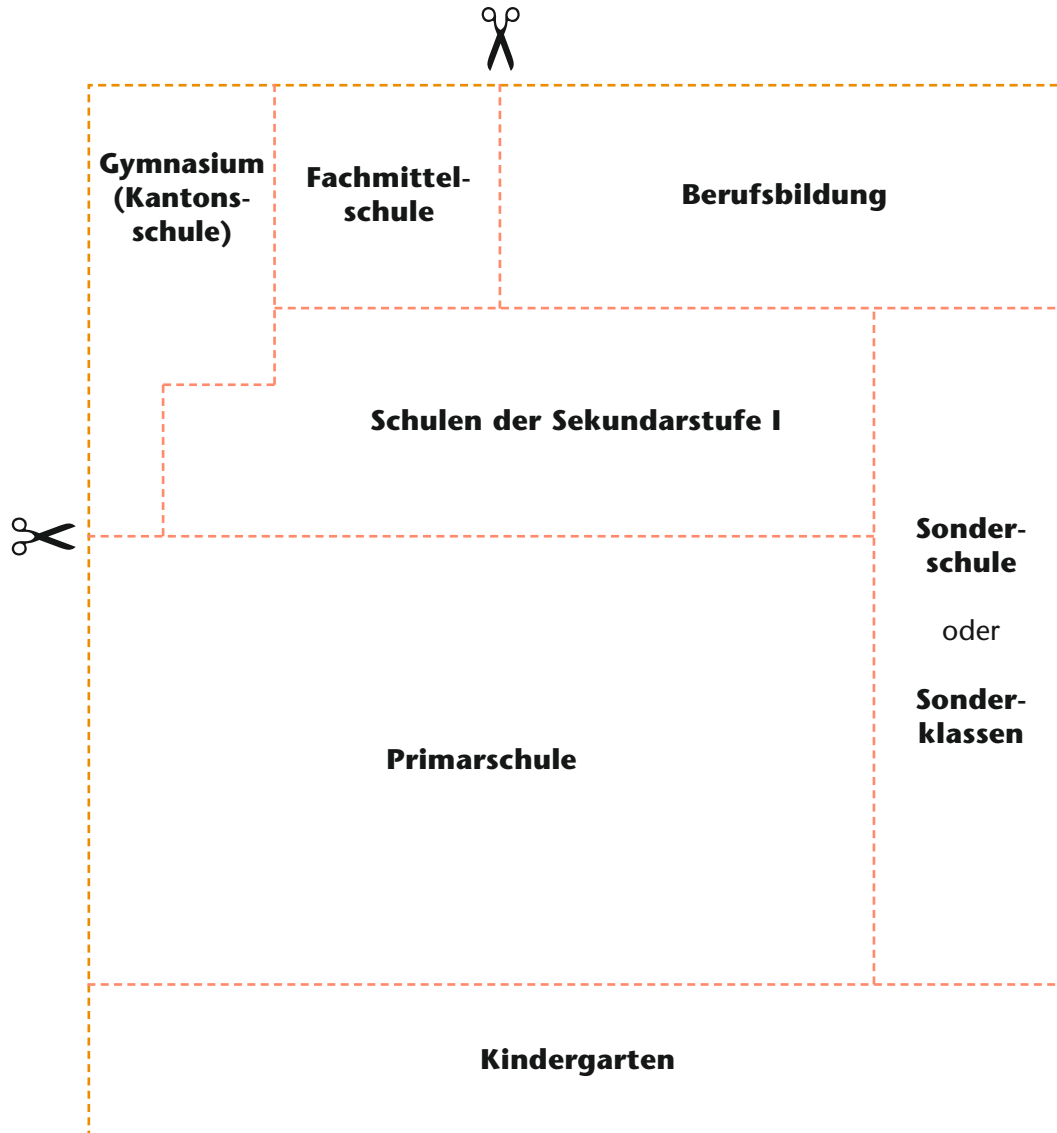 Gymnasium
(Kantons-
schule)
Fachmittel-
schule
Berufsbildung
Schulen der Sekundarstufe I
Sonder-
schule
oder
Sonder-
klassen
Primarschule
Kindergarten